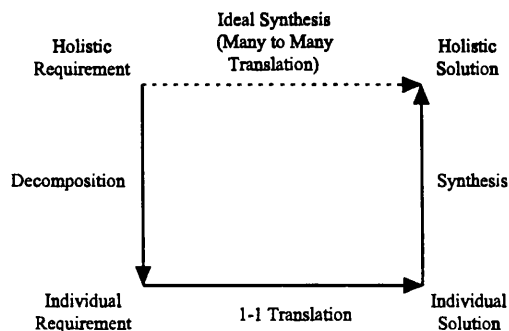 Ideal Synthesis
(Many to Many
Translation)
Holistic
Requirement
Holistic
Solution
Decomposition
Synthesis
Individual
Requirement
1-1 Translation
Individual
Solution